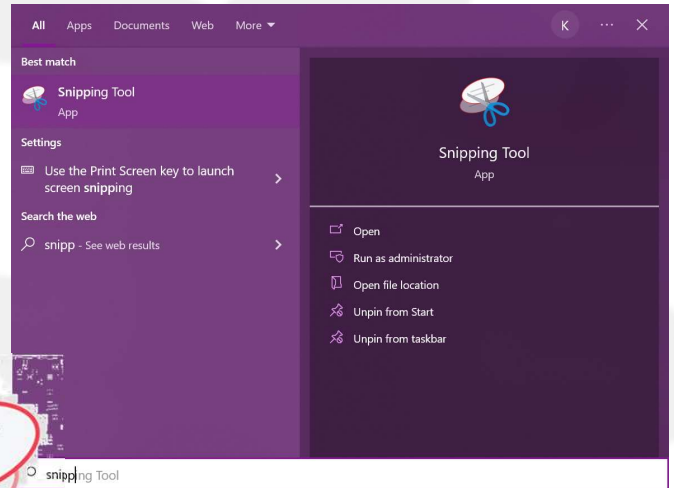 All Apps Documents Web More
K ...
Best match
Snipping Tool
App
Settings
Use the Print Screen key to launch
screen snipping
Search the web
snipp - See web results
Snipping Tool
App
Open
Run as administrator
Open file location
Unpin from Start
Unpin from taskbar
snipping Tool